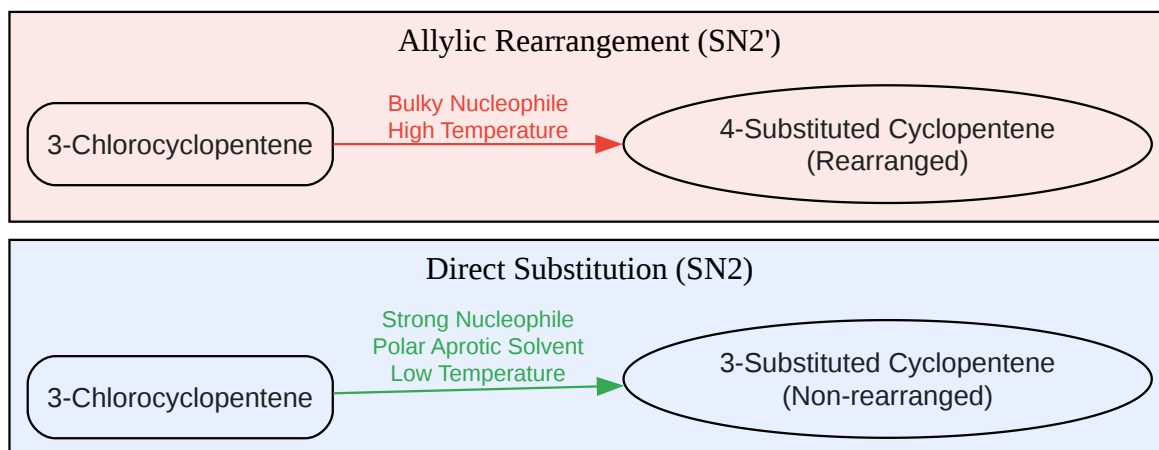 Allylic Rearrangement (SN2')
3-Chlorocyclopentene
Bulky Nucleophile
High Temperature
4-Substituted Cyclopentene
(Rearranged)
Direct Substitution (SN2)
3-Chlorocyclopentene
Strong Nucleophile
Polar Aprotic Solvent
Low Temperature
3-Substituted Cyclopentene
(Non-rearranged)